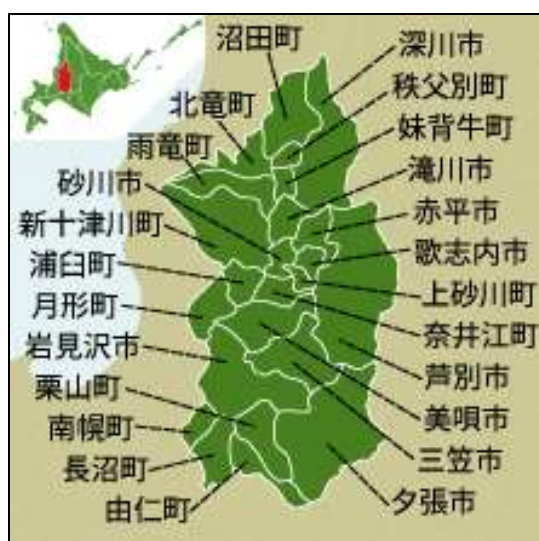 沼田町
深川市
秩父別町
北竜町
妹背牛町
雨竜町
滝川市
砂川市
赤平市
新十津川町
歌志内市
浦臼町
上砂川町
月形町
奈井江町
岩見沢市
芦別市
栗山町
美唄市
南幌町
三笠市
長沼町
夕張市
由仁町